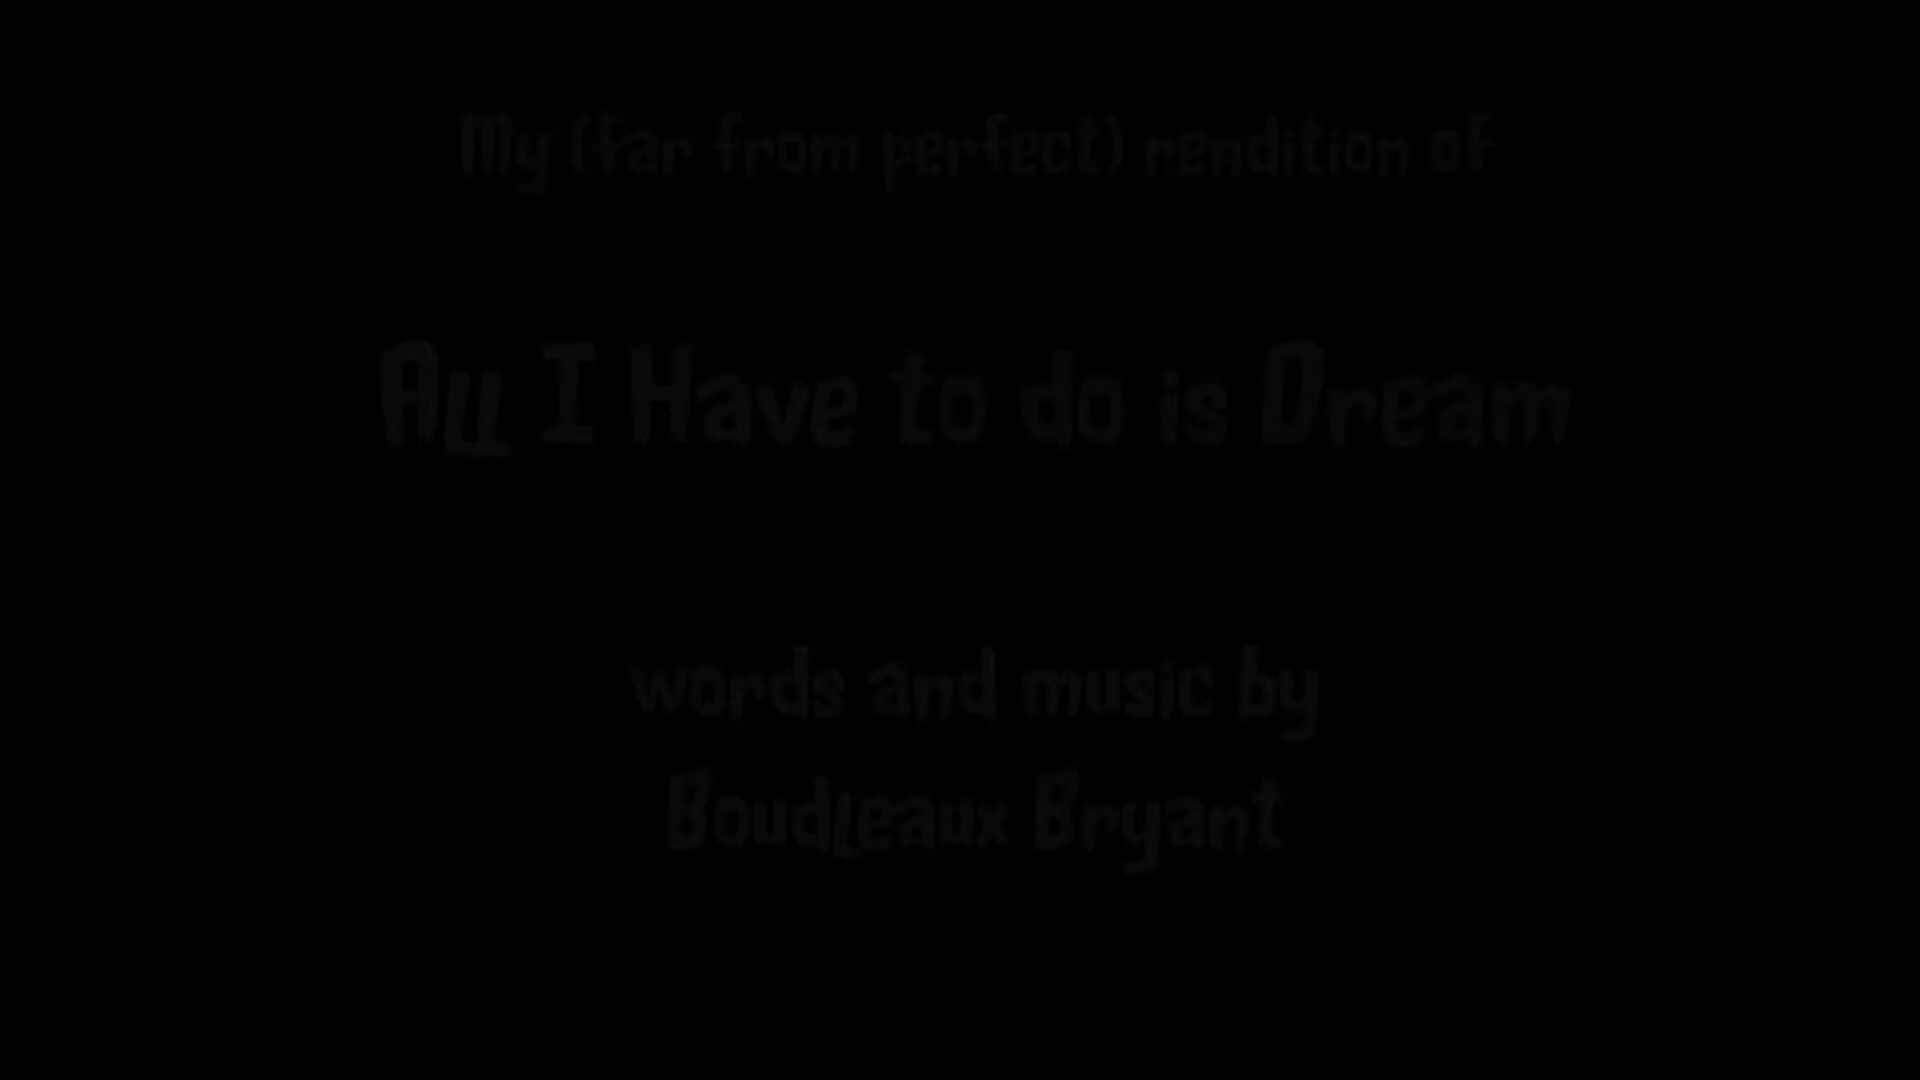 My (far from perfect) rendition of
All I Have to do is Dream
words and music by
Boudleaux Bryant